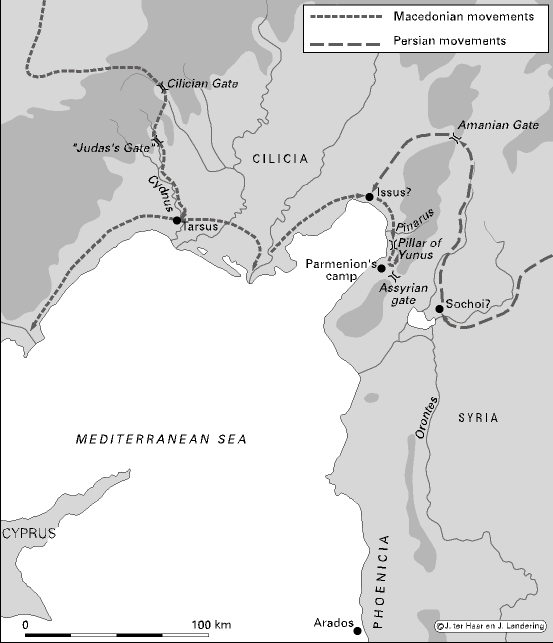 Macedonian movements
Persian movements
Cilician Gate
Amanian Gate
"Judas's Gate"
CILICIA
Cydnus
Issus?
Tarsus
Pinarus
Pillar of
Yunus
Parmenion's
camp
Assyrian
gate
Sochoi?
Orontes
SYRIA
MEDITERRANEAN SEA
CYPRUS
PHOENICIA
0
100 km
Arados
©J. ter Haar en J. Lendering